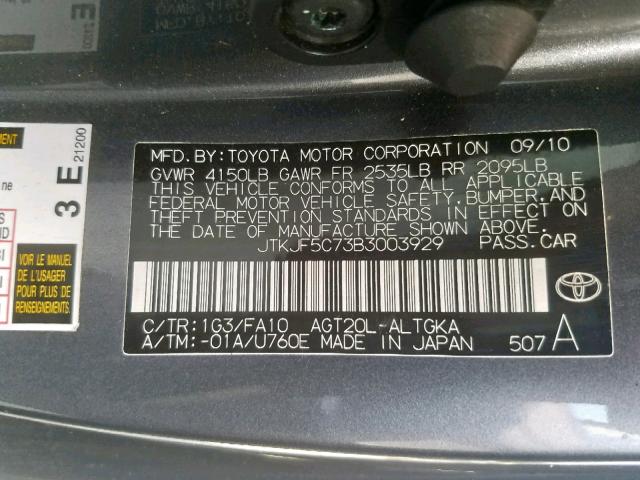 MFD.BY:TOYOTA MOTOR CORPORATION 09/10
GVWR 4150LB GAWR FR 2535LB RR 2095LB
THIS VEHICLE CONFORMS TO ALL APPLICABLE
FEDERAL MOTOR VEHICLE SAFETY,BUMPER,AND
THEFT PREVENTION STANDARDS IN EFFECT ON
THE DATE OF MANUFACTURE SHOWN ABOVE.
JTKJF5C73B3003929 PASS.CAR
C/TR:1G3/FA10 AGT20L-ALTGKA
A/TM:-01A/U760E MADE IN JAPAN 507 A
3 E 21200
VOIR LE MANUEL
DE L'USAGER
POUR PLUS DE
RENSEIGNEMENTS.